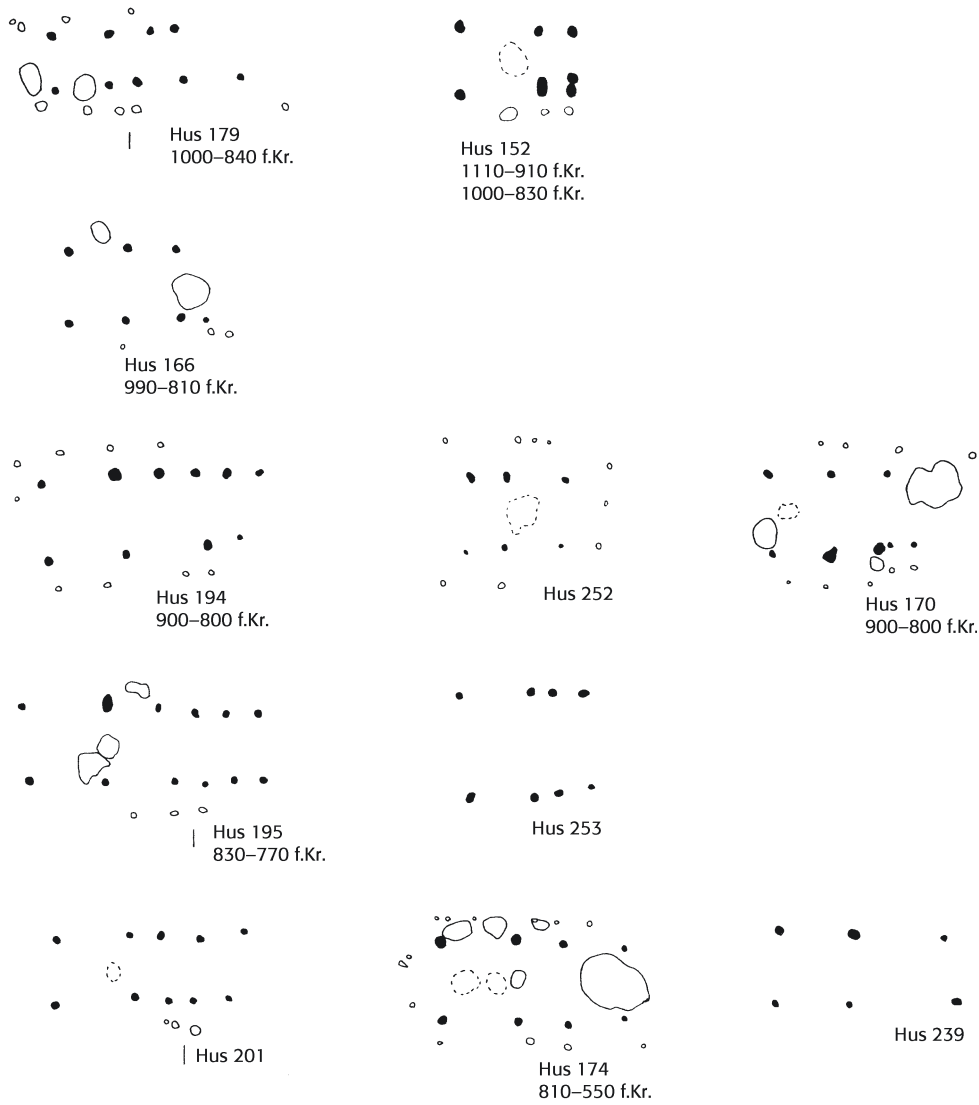 Hus 179
1000–840 f.Kr.
Hus 152
1110–910 f.Kr.
1000–830 f.Kr.
Hus 166
990–810 f.Kr.
Hus 194
900–800 f.Kr.
Hus 252
Hus 170
900–800 f.Kr.
Hus 195
830–770 f.Kr.
Hus 253
Hus 201
Hus 174
810–550 f.Kr.
Hus 239